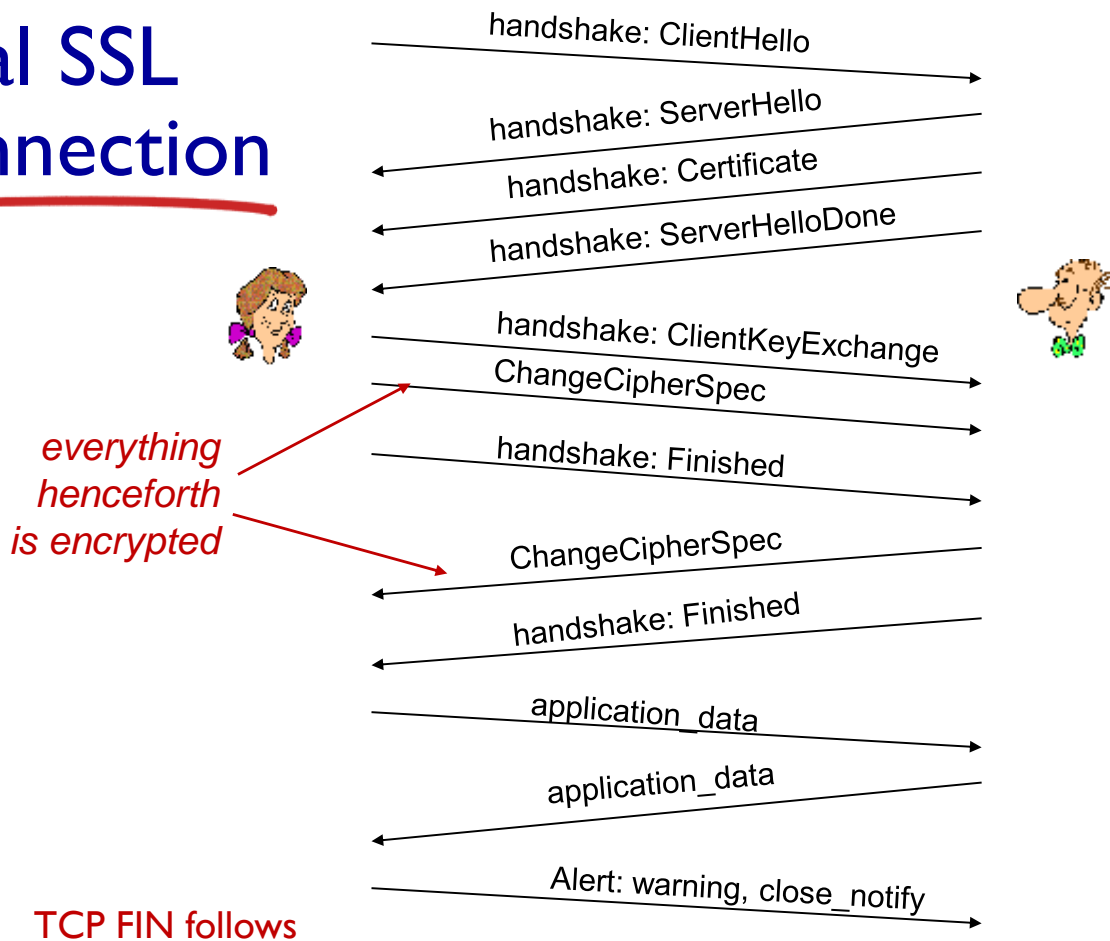 al SSL
nnection
handshake: ClientHello
handshake: ServerHello
handshake: Certificate
handshake: ServerHelloDone
handshake: ClientKeyExchange
ChangeCipherSpec
handshake: Finished
everything
henceforth
is encrypted
ChangeCipherSpec
handshake: Finished
application_data
application_data
Alert: warning, close_notify
TCP FIN follows